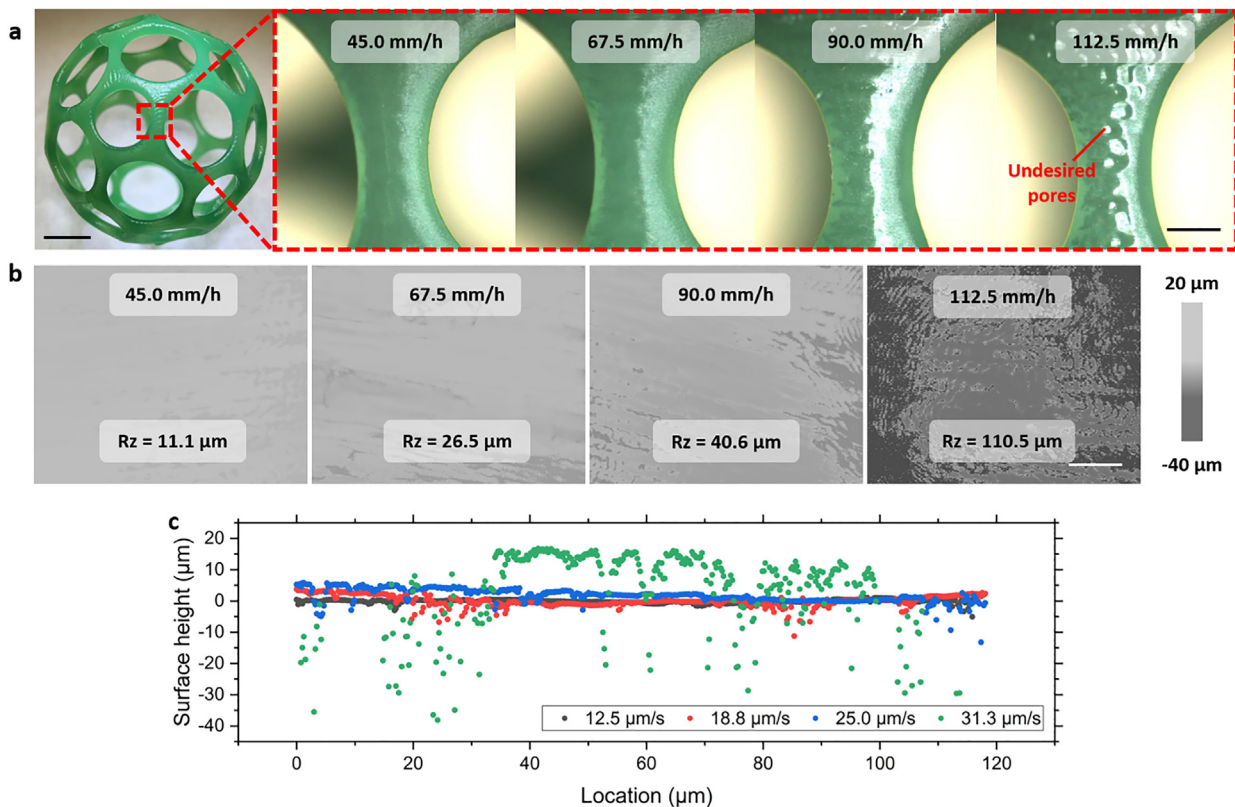 a
45.0 mm/h
67.5 mm/h
90.0 mm/h
112.5 mm/h
Undesired
pores
b
45.0 mm/h
67.5 mm/h
90.0 mm/h
112.5 mm/h
20 µm
Rz = 11.1 µm
Rz = 26.5 µm
Rz = 40.6 µm
Rz = 110.5 µm
-40 µm
c
Surface height (µm)
20
10
0
-10
-20
-30
-40
12.5 µm/s
18.8 µm/s
25.0 µm/s
31.3 µm/s
0
20
40
60
80
100
120
Location (µm)